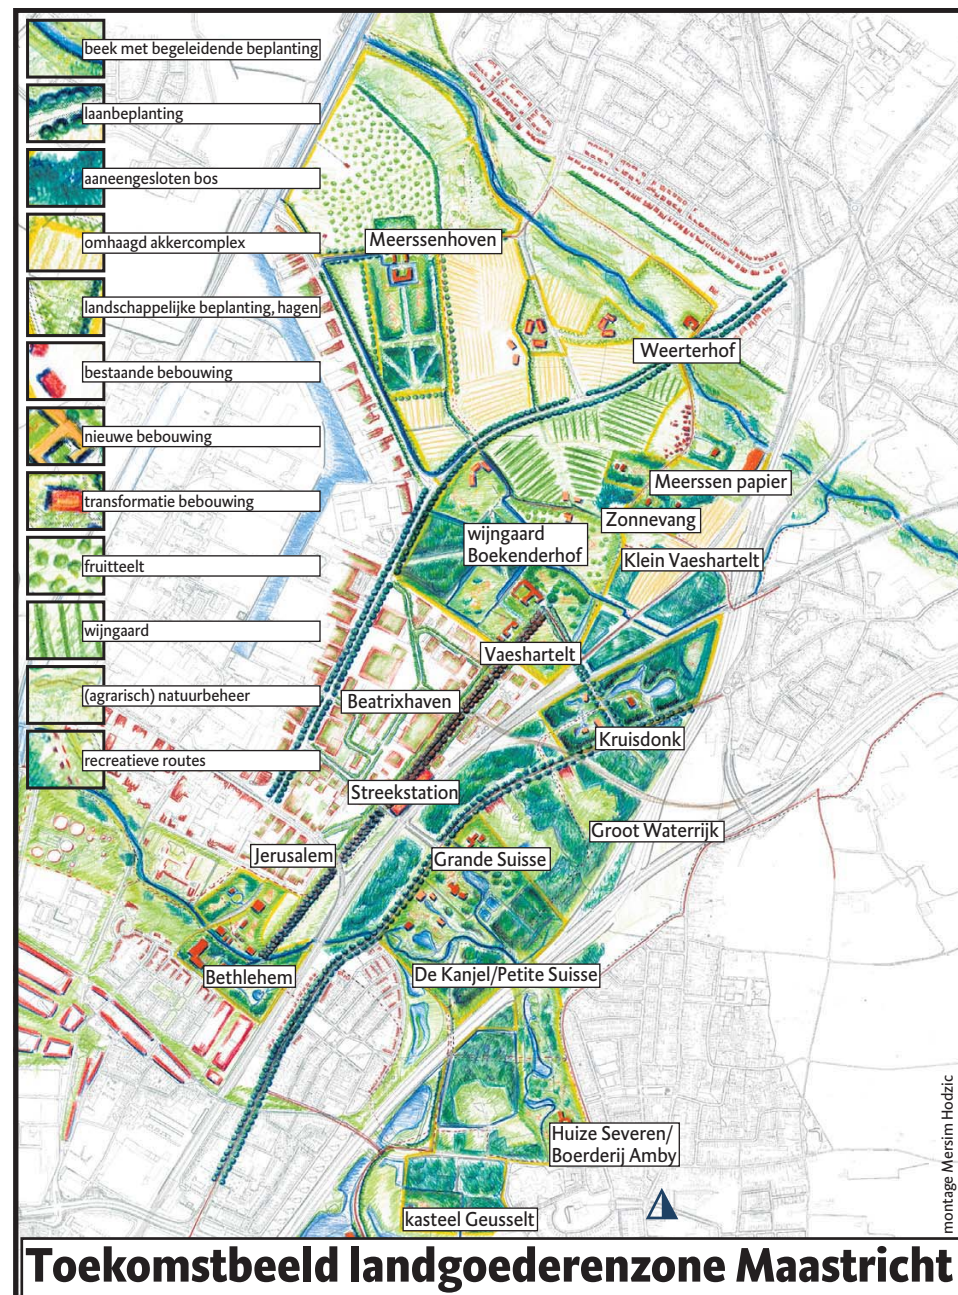 beek met begeleidende beplanting
laanbeplanting
aaneengesloten bos
omhaagd akkercomplex
landschappelijke beplanting, hagen
bestaande bebouwing
nieuwe bebouwing
transformatie bebouwing
fruitteelt
wijngaard
(agrarisch) natuurbeheer
recreatieve routes
Meerssenhoven
Weerterhof
Meerssen papier
Zonnevang
wijngaard
Boekenderhof
Klein Vaeshartelt
Vaeshartelt
Beatrixhaven
Kruisdonk
Streekstation
Groot Waterrijk
Jerusalem
Grande Suisse
Bethlehem
De Kanjel/Petite Suisse
Huize Severen/
Boerderij Amby
kasteel Geusselt
montage Mersim Hodzic
Toekomstbeeld landgoederenzone Maastricht